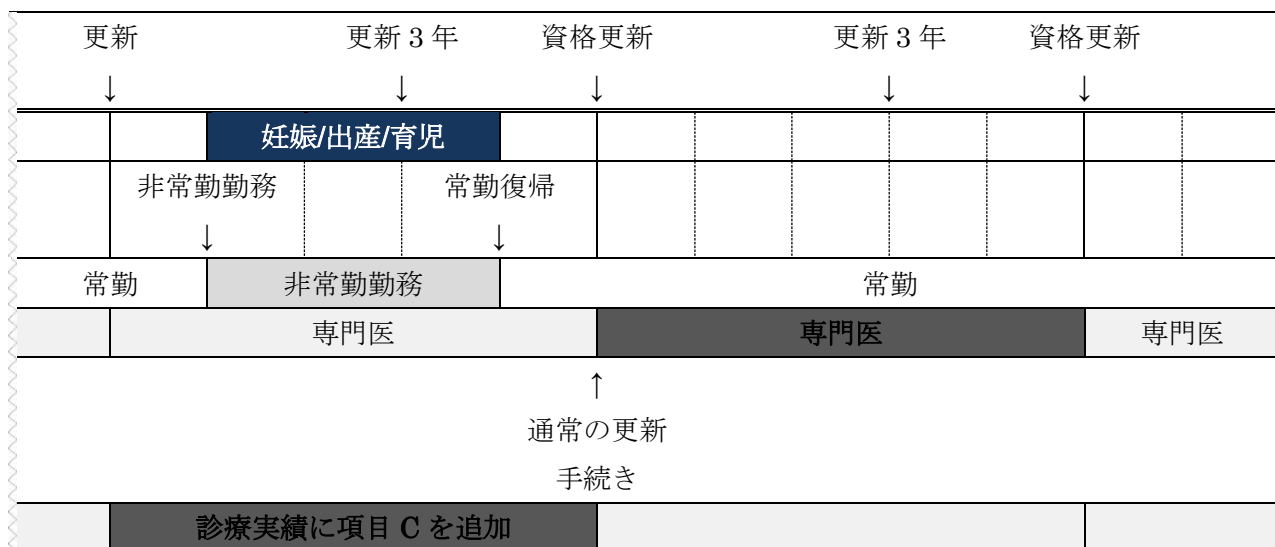 更新 更新 3 年 資格更新 更新 3 年 資格更新
↓ ↓ ↓ ↓ ↓
妊娠/出産/育児
非常勤勤務 常勤復帰
↓ ↓
常勤 非常勤勤務 常勤
専門医 専門医 専門医
↑
通常の更新
手続き
診療実績に項目 C を追加